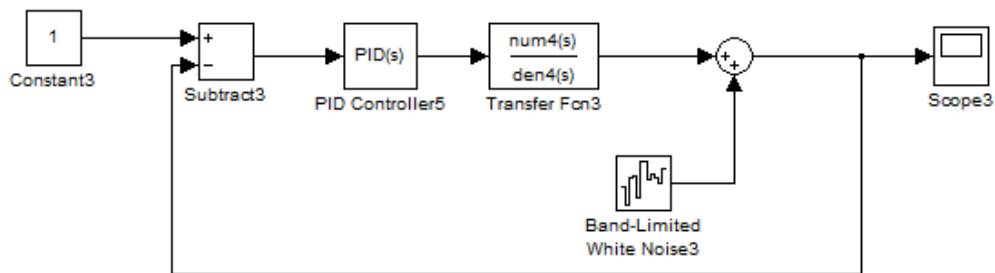 1
Constant3
+
−
Subtract3
PID(s)
PID Controller5
num4(s)
den4(s)
Transfer Fcn3
+
+
Scope3
Band-Limited
White Noise3